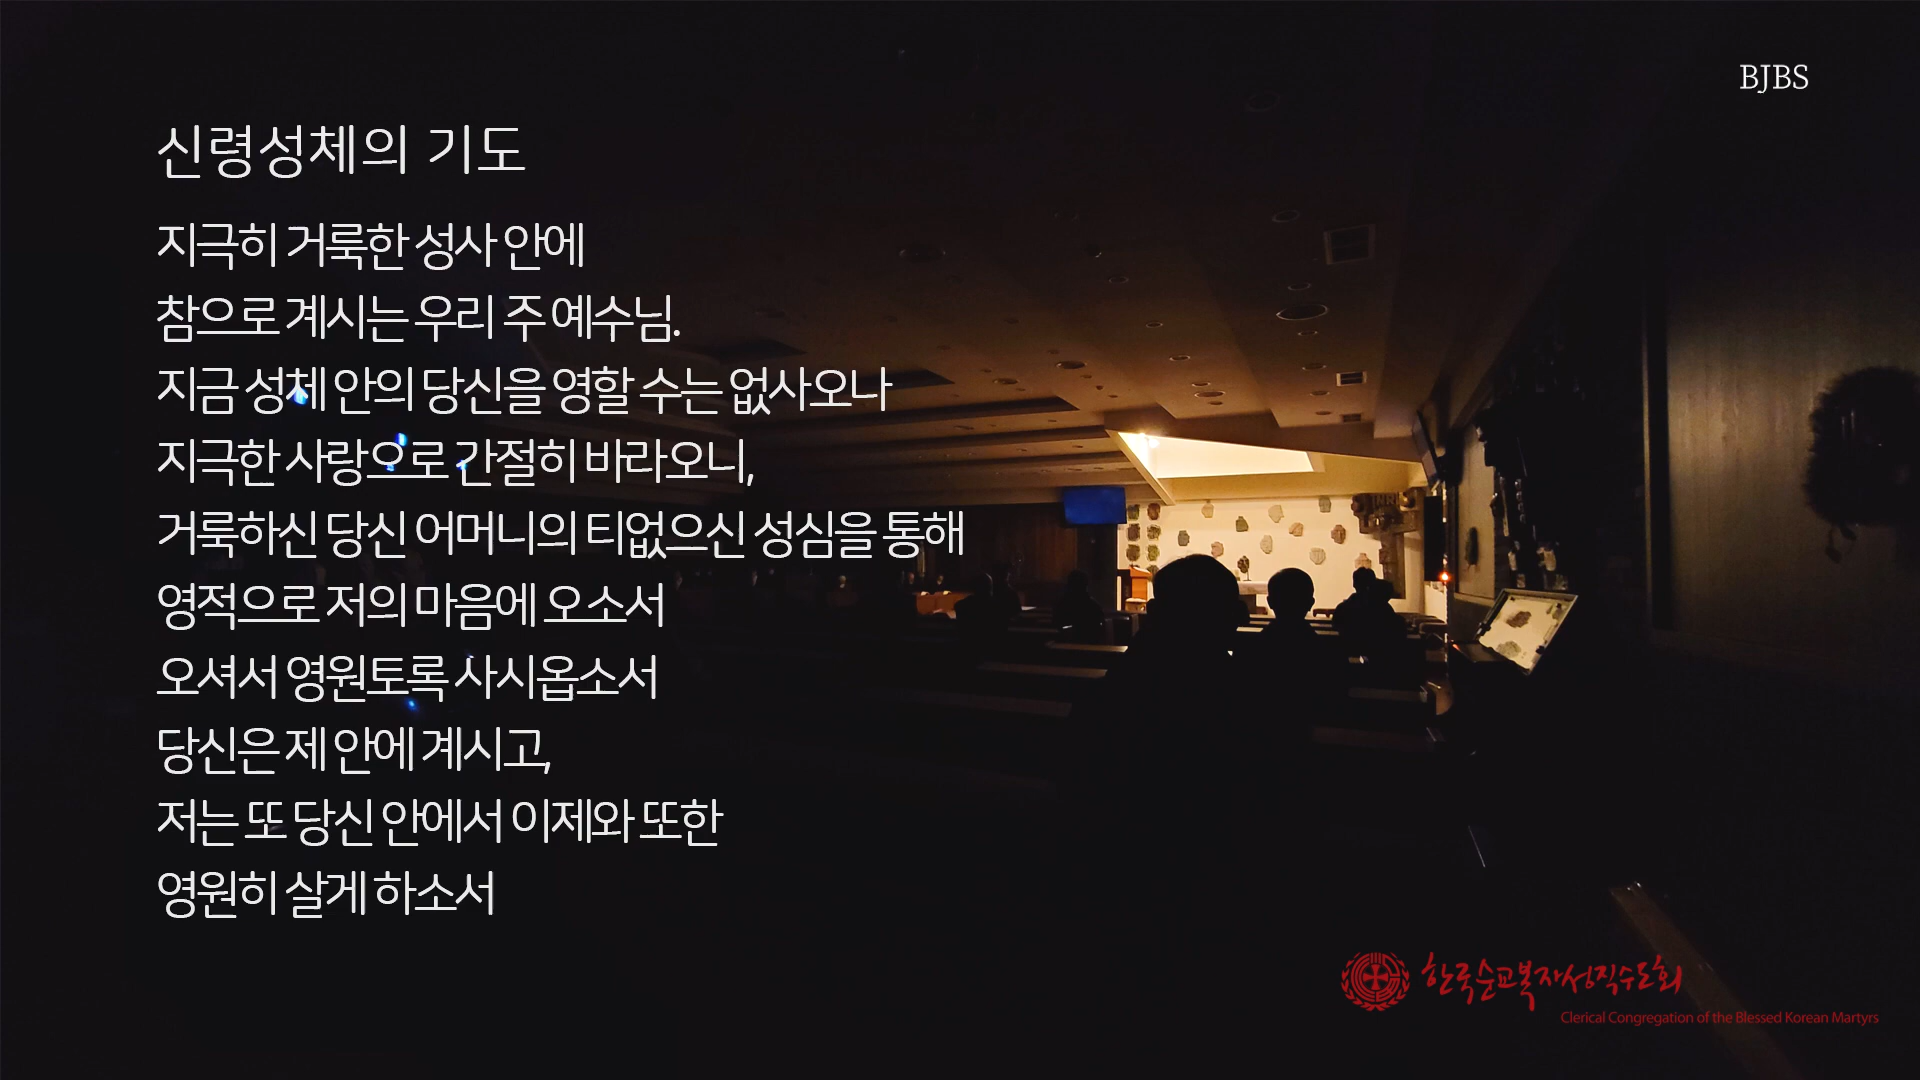 BJBS
신령성체의 기도
지극히 거룩한 성사 안에
참으로 계시는 우리 주 예수님.
지금 성체 안의 당신을 영할 수는 없사오나
지극한 사랑으로 간절히 바라오니,
거룩하신 당신 어머니의 티없으신 성심을 통해
영적으로 저의 마음에 오소서
오셔서 영원토록 사시옵소서
당신은 제 안에 계시고,
저는 또 당신 안에서 이제와 또한
영원히 살게 하소서
한국순교복자성직수도회
Clerical Congregation of the Blessed Korean Martyrs